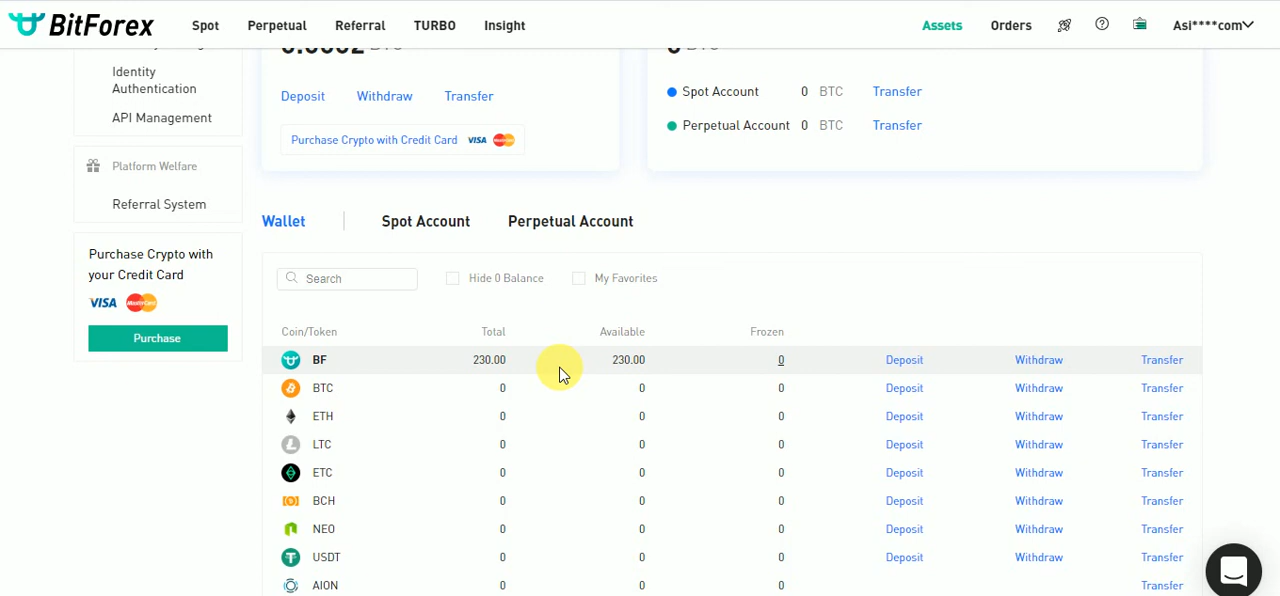 BitForex Spot Perpetual Referral TURBO Insight Assets Orders Asi****com
Identity
Authentication
API Management
Platform Welfare
Referral System
Purchase Crypto with
your Credit Card
VISA MasterCard
Purchase
BTC
Deposit Withdraw Transfer
Purchase Crypto with Credit Card VISA
BTC
Spot Account 0 BTC Transfer
Perpetual Account 0 BTC Transfer
Wallet Spot Account Perpetual Account
Search Hide 0 Balance My Favorites
Coin/Token Total Available Frozen
BF 230.00 230.00 0 Deposit Withdraw Transfer
BTC 0 0 0 Deposit Withdraw Transfer
ETH 0 0 0 Deposit Withdraw Transfer
LTC 0 0 0 Deposit Withdraw Transfer
ETC 0 0 0 Deposit Withdraw Transfer
BCH 0 0 0 Deposit Withdraw Transfer
NEO 0 0 0 Deposit Withdraw Transfer
USDT 0 0 0 Deposit Withdraw Transfer
AION 0 0 0 Transfer